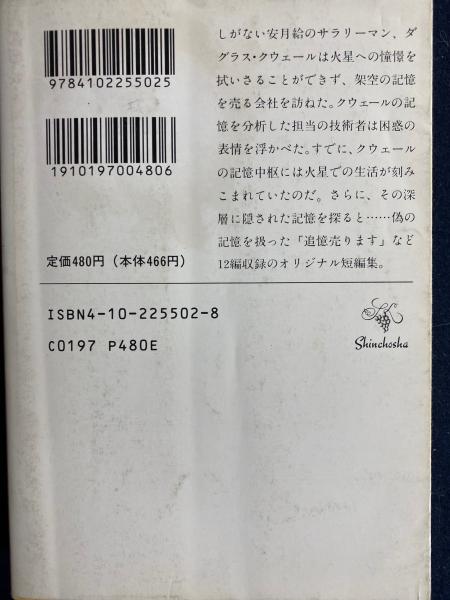 9784102255025
1910197004806
定価480円（本体466円）
しがない安月給のサラリーマン、ダ
グラス・クウェールは火星への憧憬を
拭いさることができず、架空の記憶
を売る会社を訪ねた。クウェールの記
憶を分析した担当の技術者は困惑の
表情を浮かべた。すでに、クウェール
の記憶中枢には火星での生活が刻み
こまれていたのだ。さらに、その深
層に隠された記憶を探ると……偽の
記憶を扱った「追憶売ります」など
12編収録のオリジナル短編集。
ISBN4-10-225502-8
C0197 P480E
Shinchosha